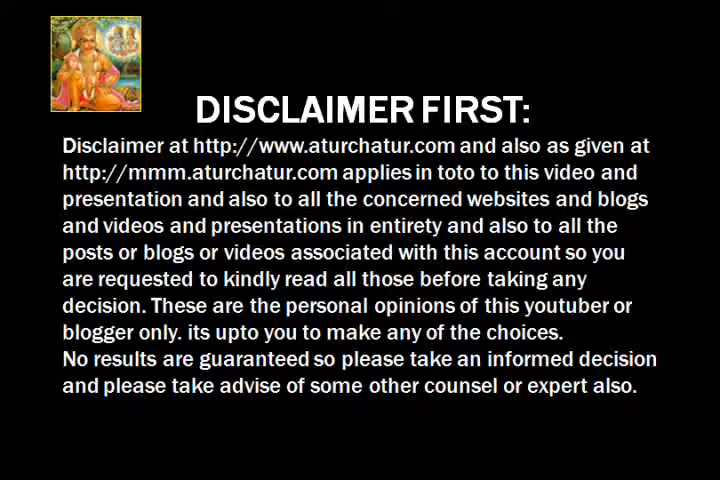 DISCLAIMER FIRST:
Disclaimer at http://www.aturchatur.com and also as given at
http://mmm.aturchatur.com applies in toto to this video and
presentation and also to all the concerned websites and blogs
and videos and presentations in entirety and also to all the
posts or blogs or videos associated with this account so you
are requested to kindly read all those before taking any
decision. These are the personal opinions of this youtuber or
blogger only. its upto you to make any of the choices.
No results are guaranteed so please take an informed decision
and please take advise of some other counsel or expert also.